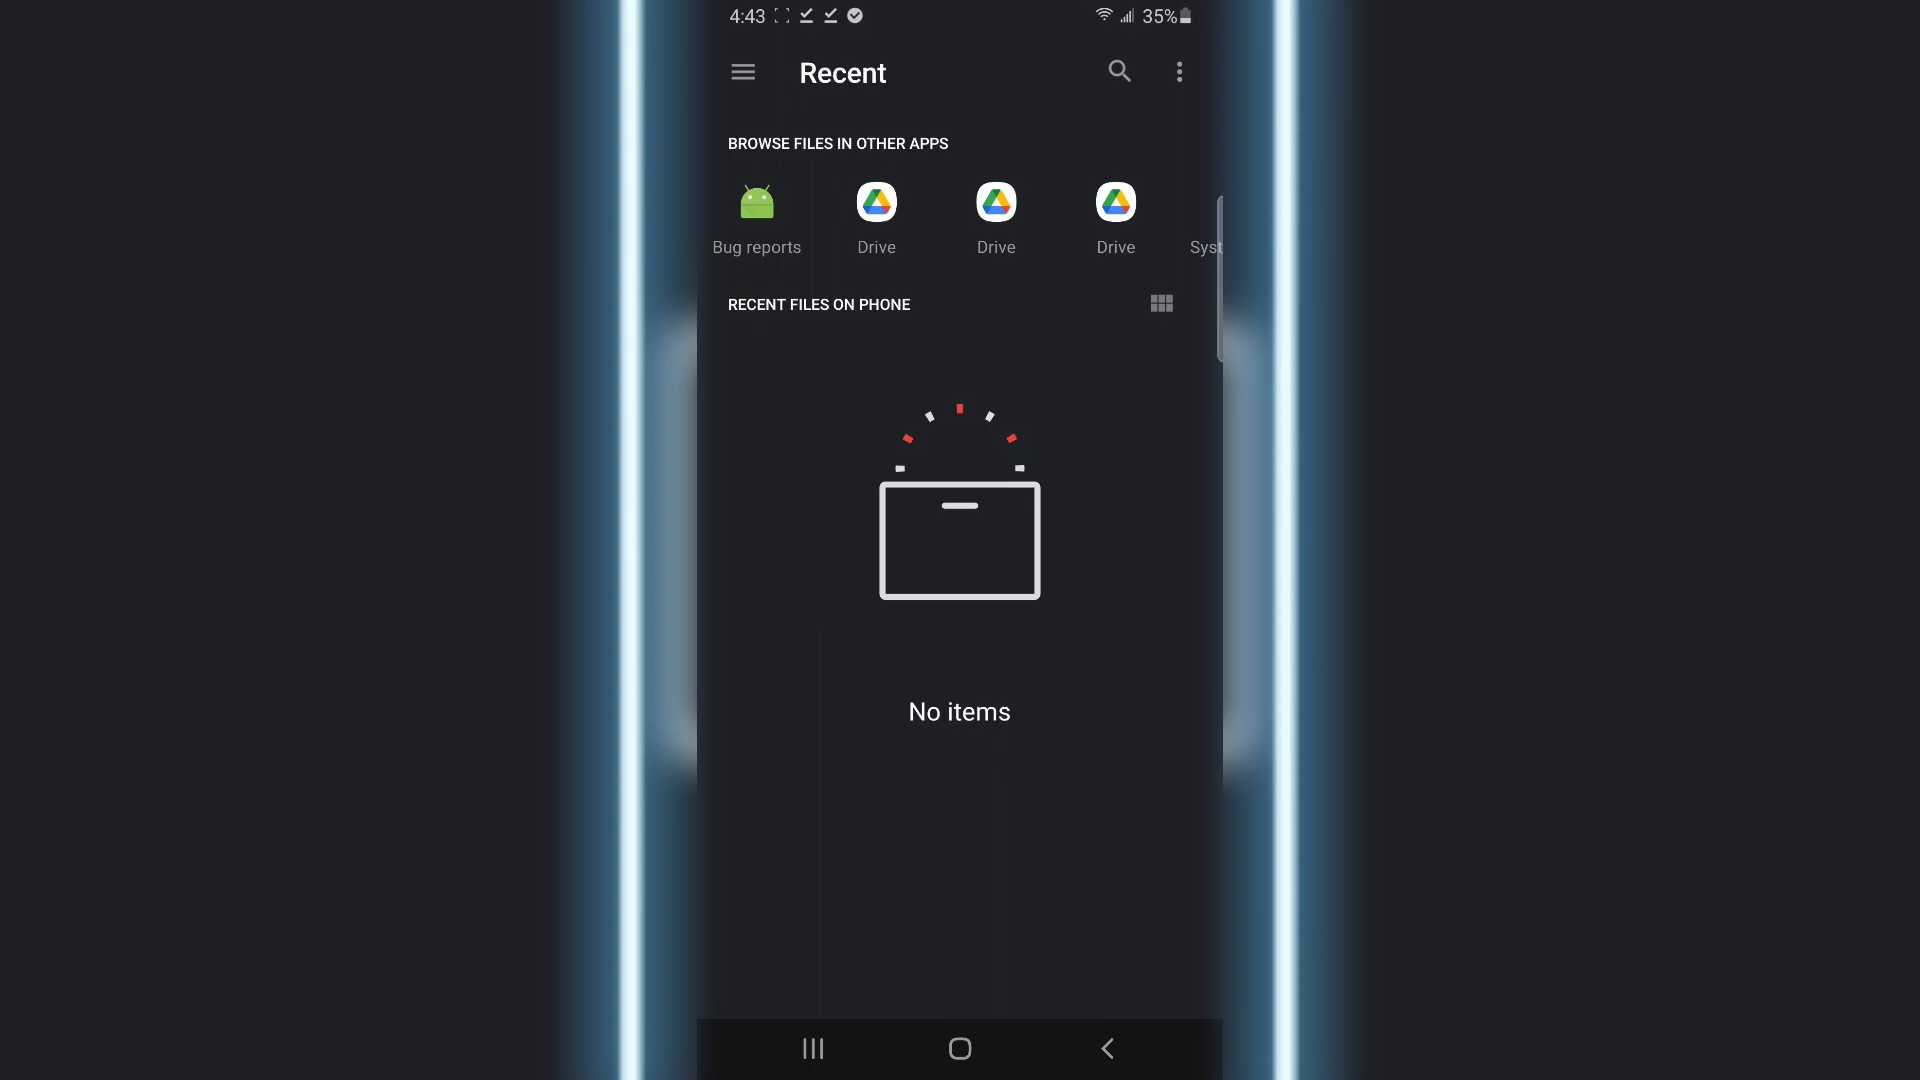 4:43 35%
Recent
BROWSE FILES IN OTHER APPS
Bug reports Drive Drive Drive Syst
RECENT FILES ON PHONE
No items